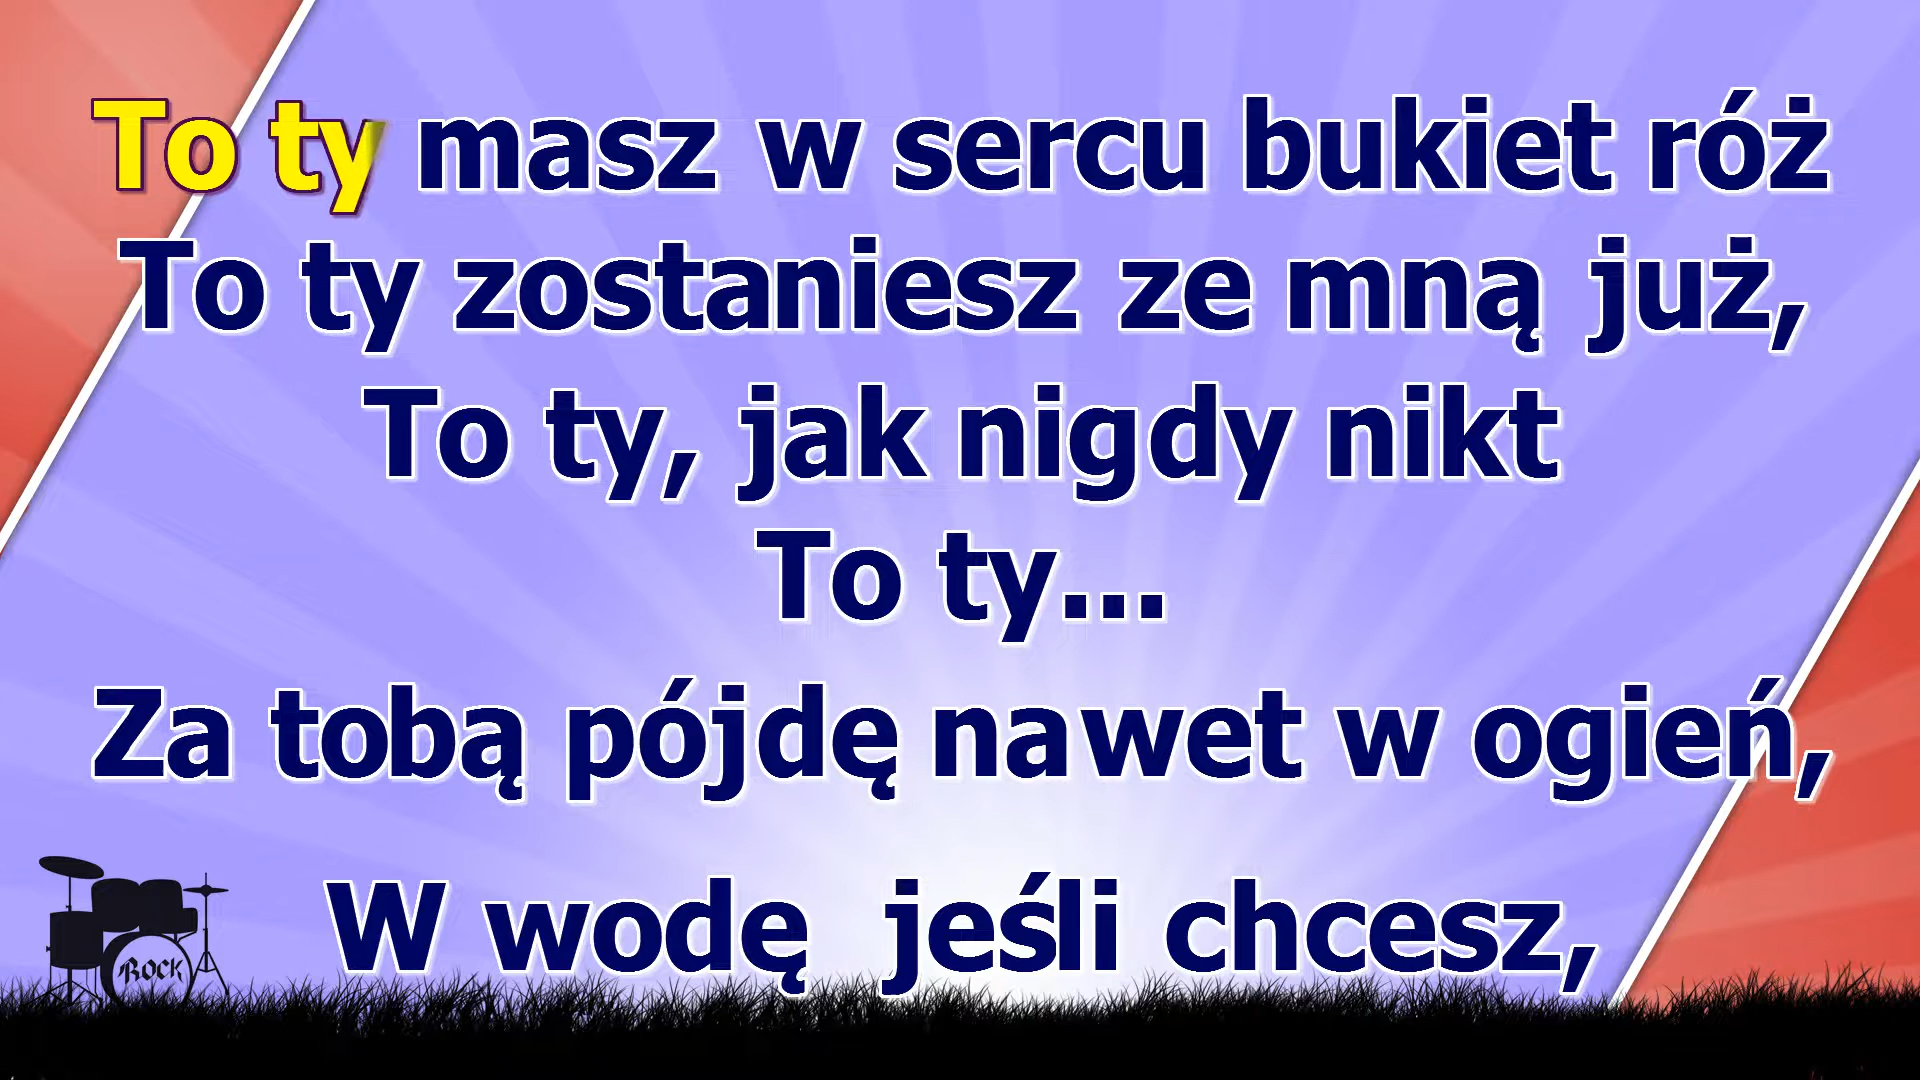 To ty masz w sercu bukiet róż
To ty zostaniesz ze mną już,
To ty, jak nigdy nikt
To ty...
Za tobą pójdę nawet w ogień,
W wodę jeśli chcesz,
ROCK